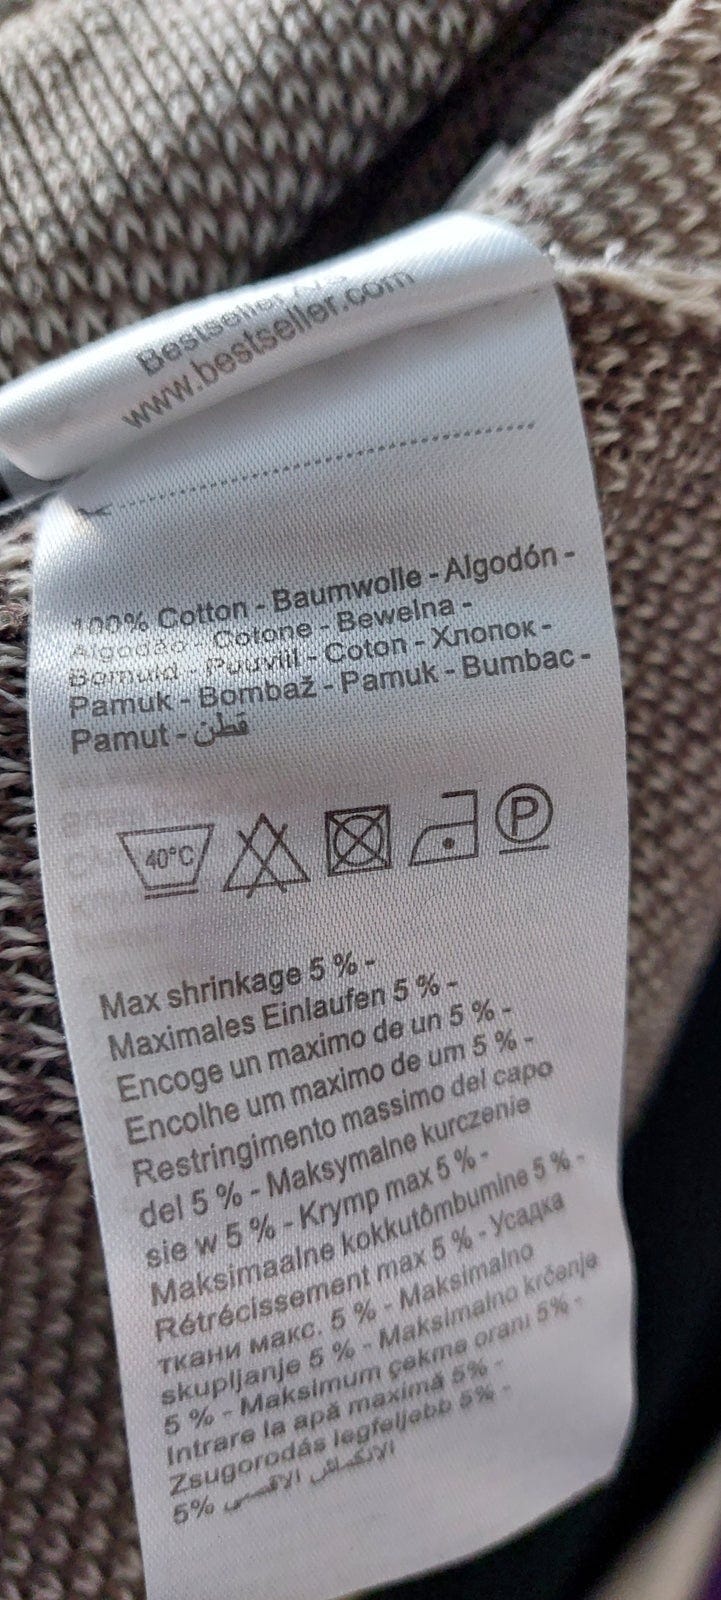 Bestseller A/S
www.bestseller.com
100% Cotton - Baumwolle - Algodón -
Algodão - Cotone - Bewelna -
Bomuld - Puuvill - Coton - Хлопок -
Pamuk - Bombaž - Pamuk - Bumbac -
Pamut - قطن
40°C
P
Max shrinkage 5 % -
Maximales Einlaufen 5 % -
Encoge un maximo de un 5 % -
Encolhe um maximo de um 5 % -
Restringimento massimo del capo
del 5 % - Maksymalne kurczenie
sie w 5 % - Krymp max 5 % -
Maksimaalne kokkutõmbumine 5 % -
Rétrécissement max 5 % - Усадка
ткани макс. 5 % - Maksimalno
skupljanje 5 % - Maksimalno krčenje
5 % - Maksimum çekme oranı 5% -
Intrare la apă maximă 5% -
Zsugorodás legfeljebb 5% -
الانكماش الاقصى 5%